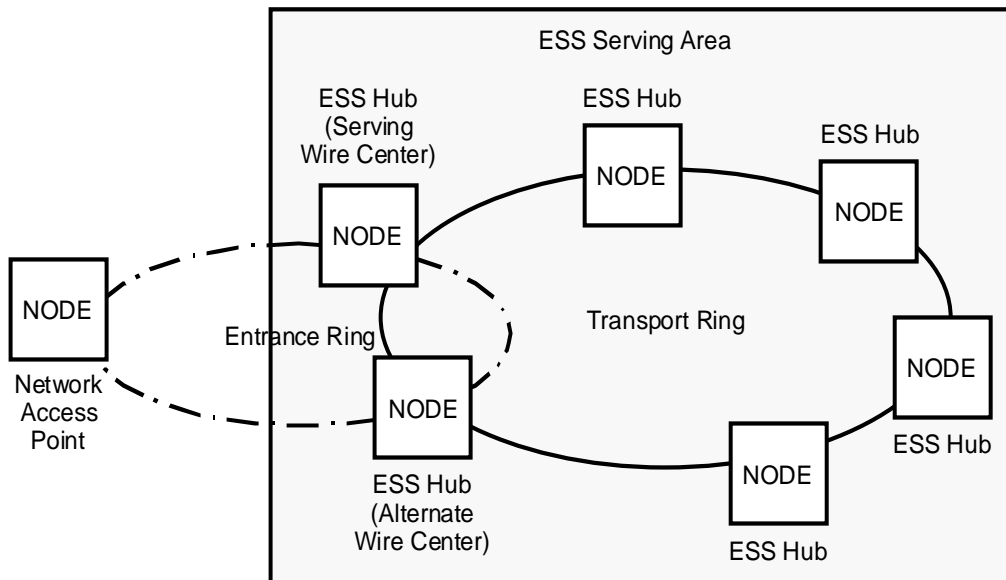 ESS Serving Area
ESS Hub
(Serving
Wire Center)
NODE
ESS Hub
NODE
ESS Hub
NODE
NODE
Network
Access
Point
Entrance Ring
Transport Ring
NODE
ESS Hub
NODE
ESS Hub
(Alternate
Wire Center)
NODE
ESS Hub